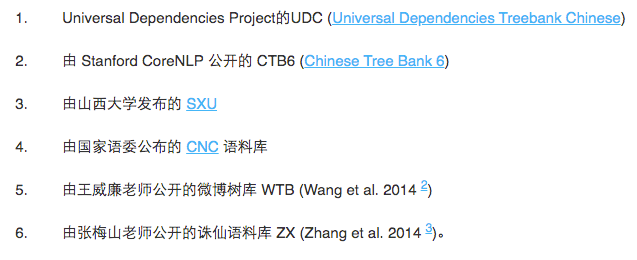 1. Universal Dependencies Project的UDC (Universal Dependencies Treebank Chinese)
2. 由 Stanford CoreNLP 公开的 CTB6 (Chinese Tree Bank 6)
3. 由山西大学发布的 SXU
4. 由国家语委公布的 CNC 语料库
5. 由王威廉老师公开的微博树库 WTB (Wang et al. 2014 2)
6. 由张梅山老师公开的诛仙语料库 ZX (Zhang et al. 2014 3)。